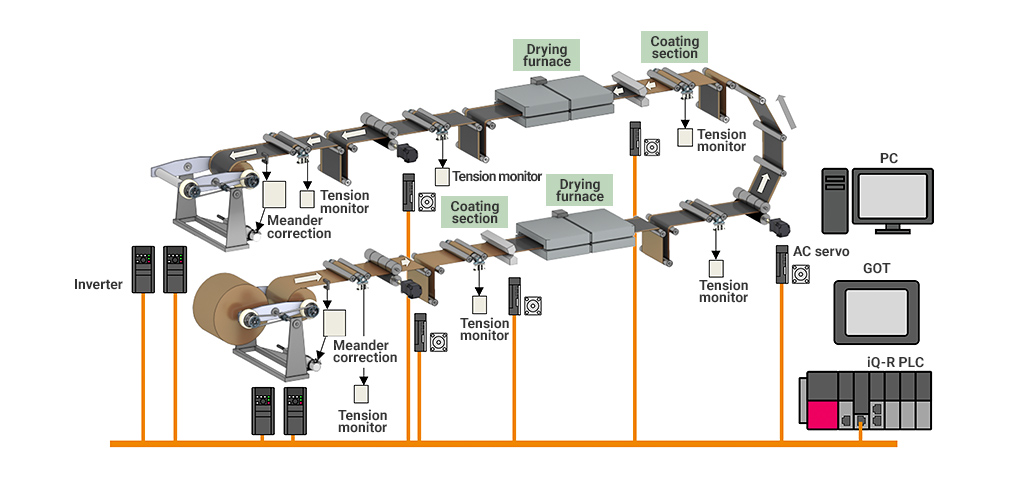 Coating
section
Drying
furnace
Tension
monitor
PC
Tension monitor
Tension
monitor
Meander
correction
Drying
furnace
Coating
section
AC servo
GOT
Tension
monitor
Inverter
Tension
monitor
Meander
correction
iQ-R PLC
Tension
monitor